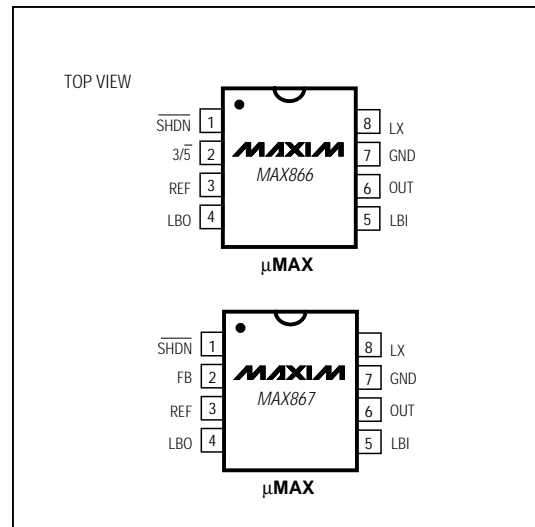 TOP VIEW
SHDN 1 8 LX
3/5 2 MAXIM 7 GND
MAX866
REF 3 6 OUT
LBO 4 5 LBI
µMAX
SHDN 1 8 LX
FB 2 MAXIM 7 GND
MAX867
REF 3 6 OUT
LBO 4 5 LBI
µMAX